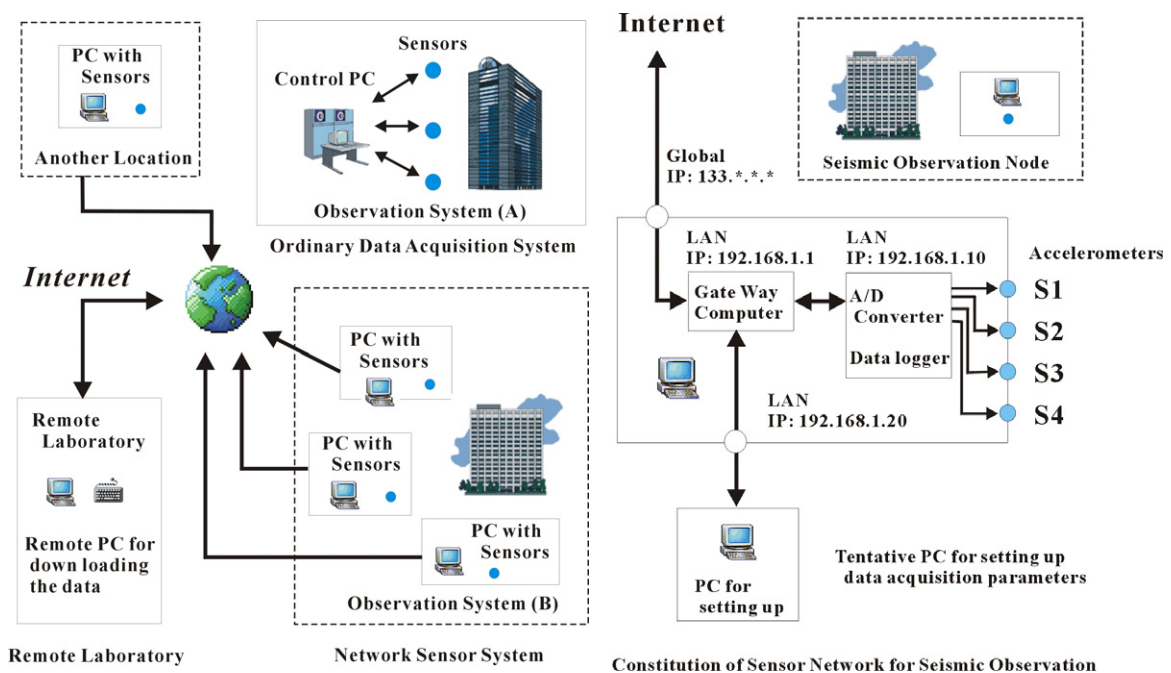 PC with
Sensors
Another Location
Sensors
Control PC
Observation System (A)
Ordinary Data Acquisition System
Internet
PC with
Sensors
PC with
Sensors
PC with
Sensors
Observation System (B)
Network Sensor System
Remote
Laboratory
Remote PC for
down loading
the data
Remote Laboratory
Internet
Global
IP: 133.*.*.*
Seismic Observation Node
LAN
IP: 192.168.1.1
LAN
IP: 192.168.1.10
Accelerometers
Gate Way
Computer
A/D
Converter
Data logger
S1
S2
S3
S4
LAN
IP: 192.168.1.20
PC for
setting up
Tentative PC for setting up
data acquisition parameters
Constitution of Sensor Network for Seismic Observation